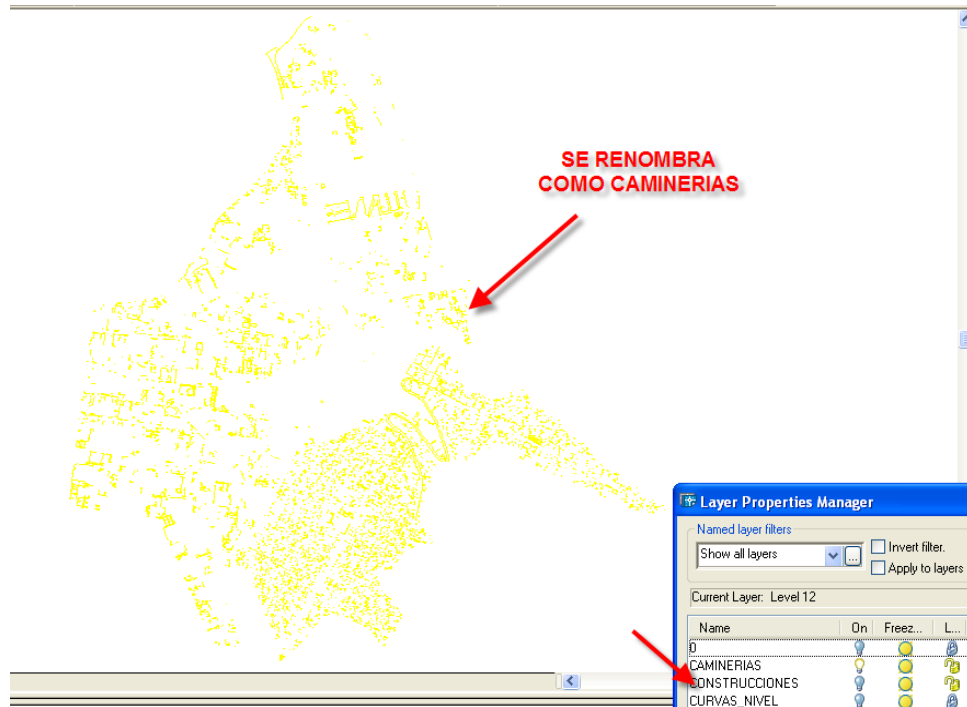 SE RENOMBRA
COMO CAMINERIAS
Layer Properties Manager
Named layer filters
Show all layers
...
Invert filter.
Apply to layers
Current Layer: Level 12
Name On Freez... L...
0
CAMINERIAS
CONSTRUCCIONES
CURVAS_NIVEL